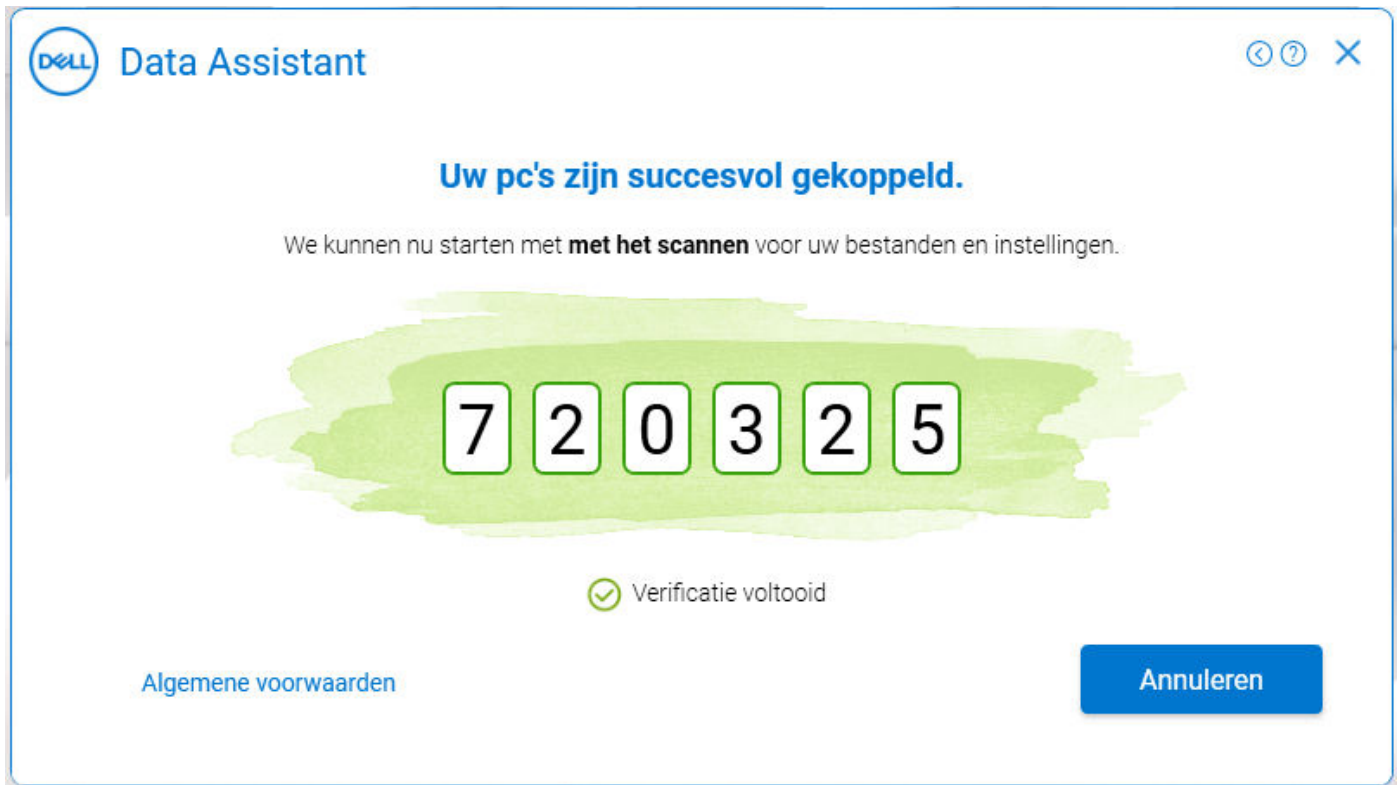 DELL Data Assistant
Uw pc's zijn succesvol gekoppeld.
We kunnen nu starten met met het scannen voor uw bestanden en instellingen.
7 2 0 3 2 5
Verificatie voltooid
Algemene voorwaarden
Annuleren